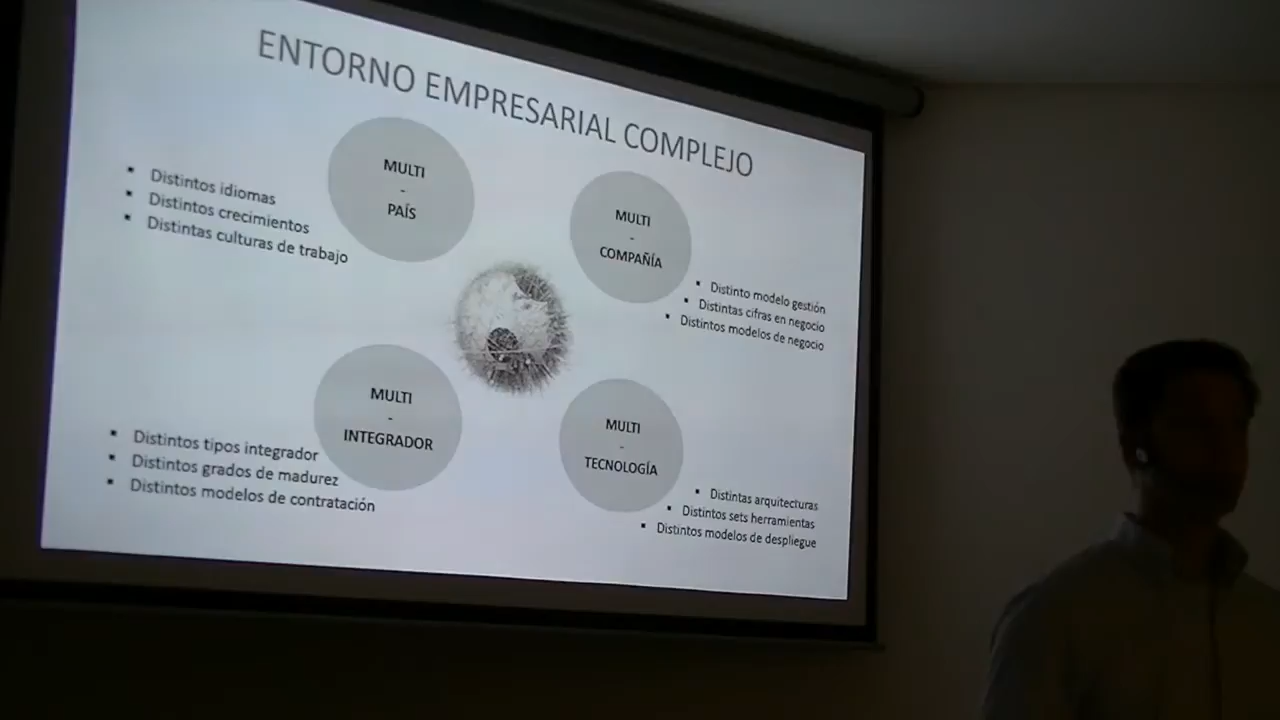 ENTORNO EMPRESARIAL COMPLEJO
MULTI
-
PAÍS
▪ Distintos idiomas
▪ Distintos crecimientos
▪ Distintas culturas de trabajo
MULTI
-
COMPAÑÍA
▪ Distinto modelo gestión
▪ Distintas cifras en negocio
▪ Distintos modelos de negocio
MULTI
-
INTEGRADOR
▪ Distintos tipos integrador
▪ Distintos grados de madurez
▪ Distintos modelos de contratación
MULTI
-
TECNOLOGÍA
▪ Distintas arquitecturas
▪ Distintos sets herramientas
▪ Distintos modelos de despliegue